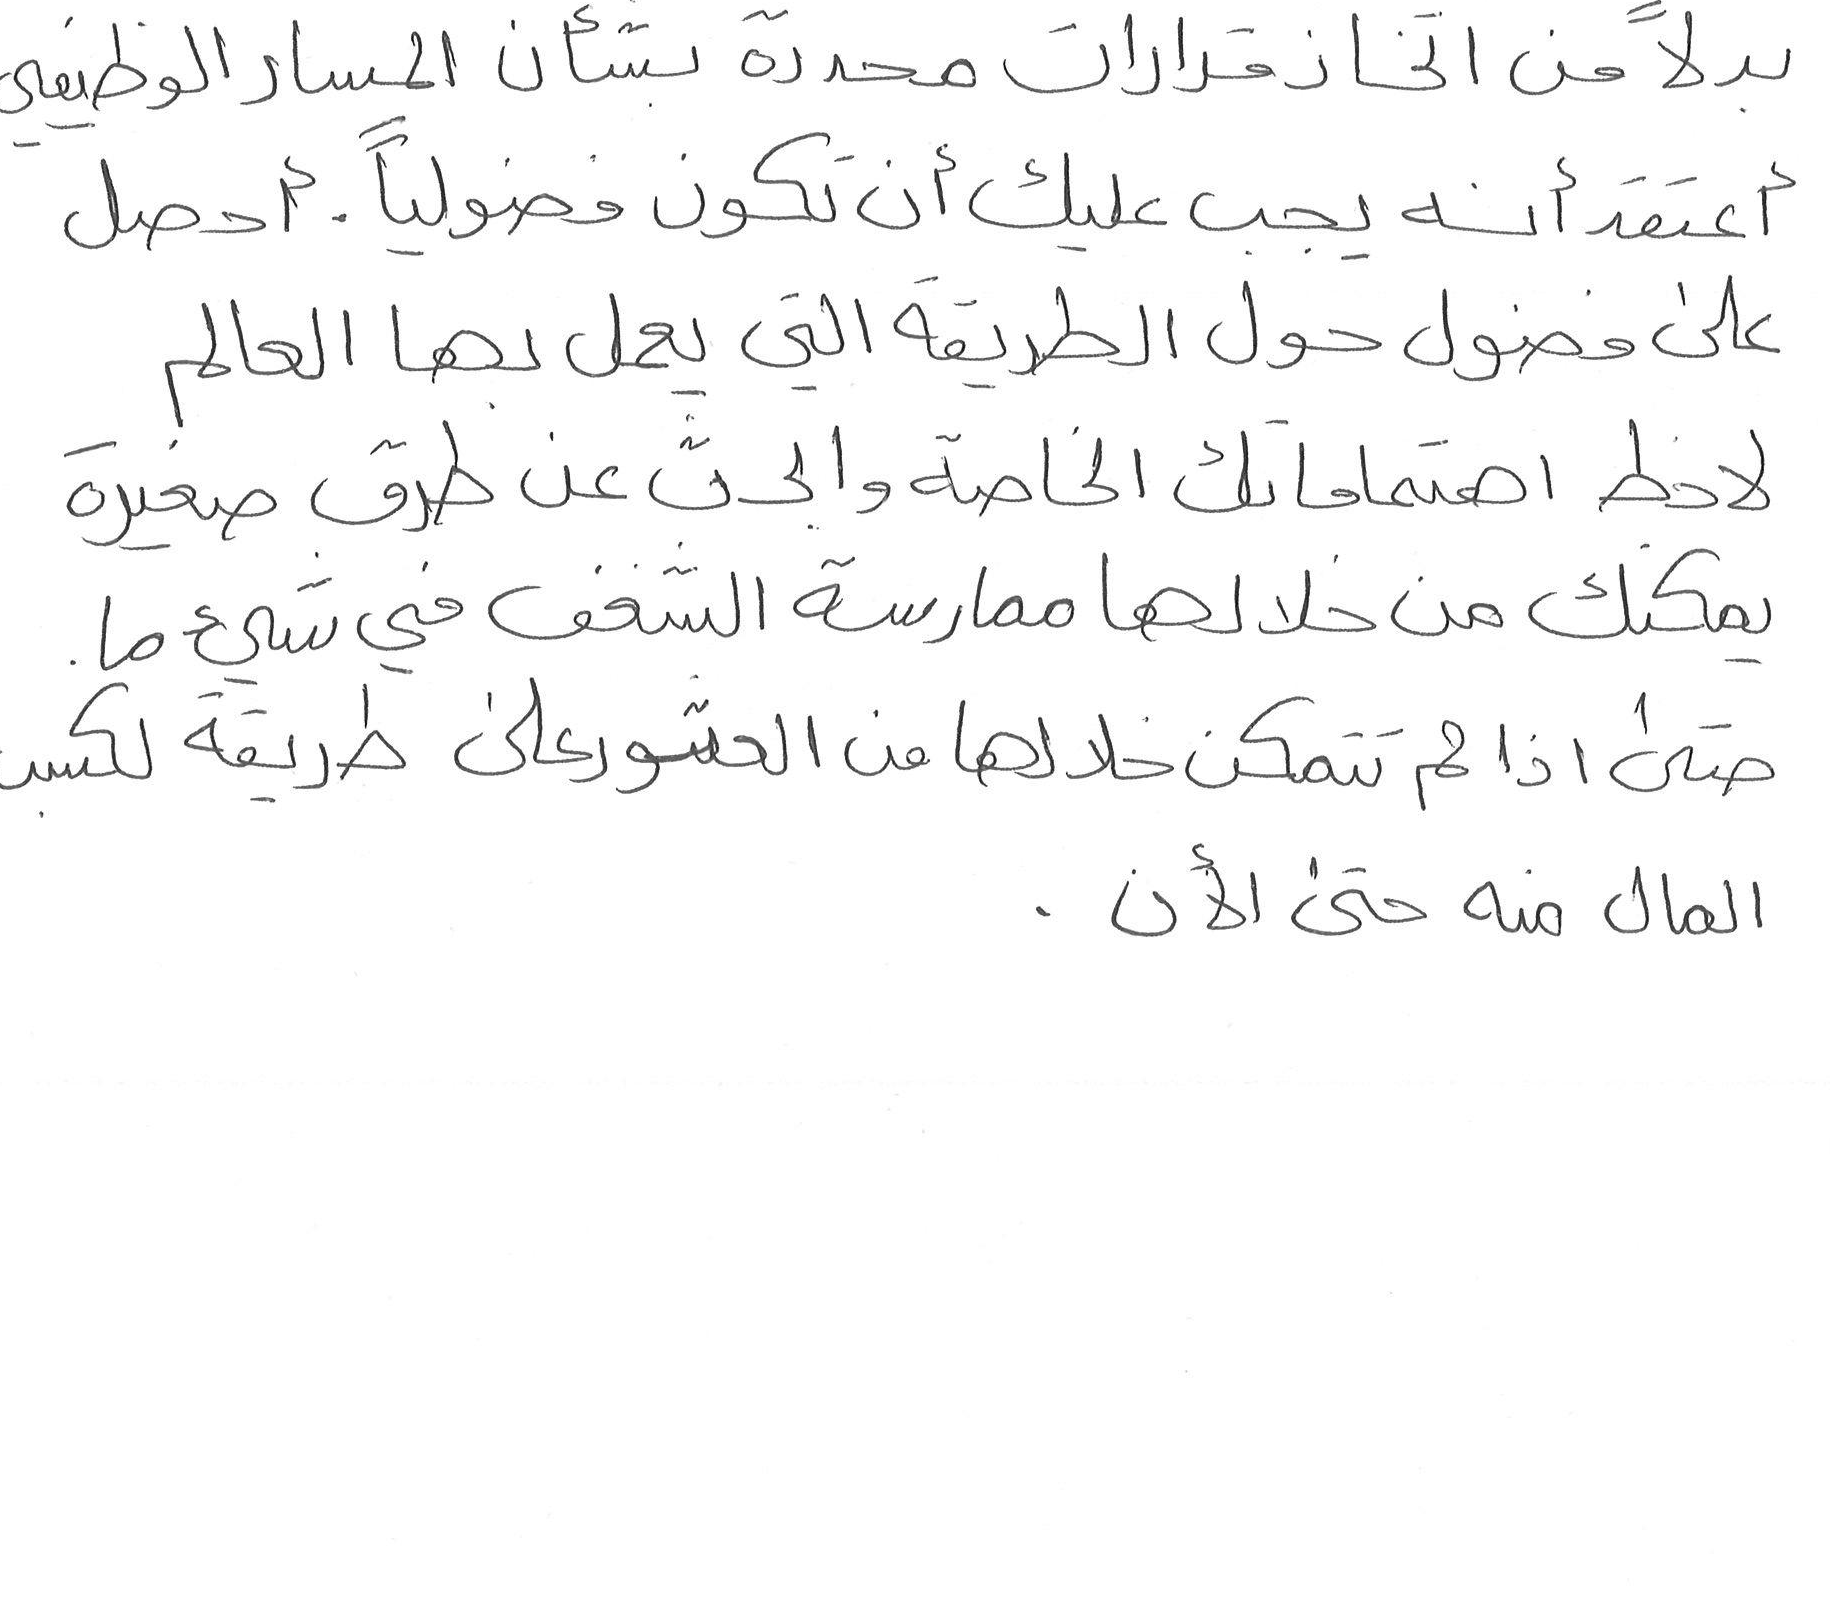 بدلاً من اتخاذ قرارات محددة بشأن المسار الوظيفي
أعتقد أنه يجب عليك أن تكون فضولياً. أحصل
على فضول حول الطريقة التي يعمل بها العالم
لاحظ اهتماماتك الخاصة وابحث عن طرق صغيرة
يمكنك من خلالها ممارسة الشغف في شيء ما.
حتى اذا لم تتمكن خلالها من العثور على طريقة لكسب
المال منه حتى الأن .